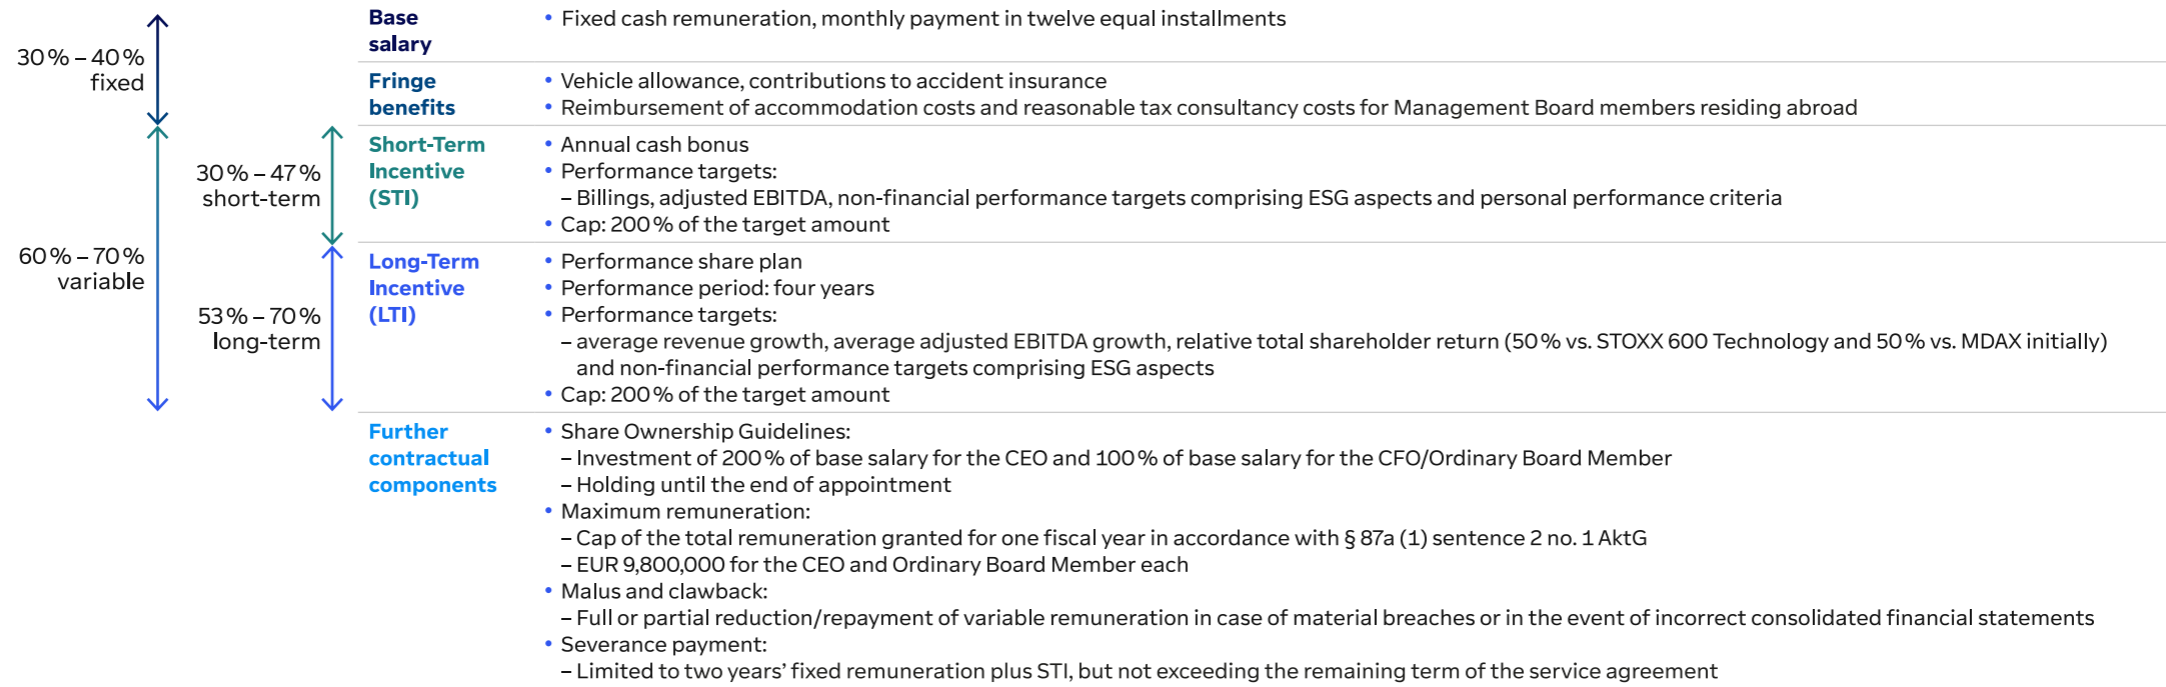 30 % – 40 %
fixed
60 % – 70 %
variable
30 % – 47 %
short-term
53 % – 70 %
long-term
Base
salary
• Fixed cash remuneration, monthly payment in twelve equal installments
Fringe
benefits
• Vehicle allowance, contributions to accident insurance
• Reimbursement of accommodation costs and reasonable tax consultancy costs for Management Board members residing abroad
Short-Term
Incentive
(STI)
• Annual cash bonus
• Performance targets:
– Billings, adjusted EBITDA, non-financial performance targets comprising ESG aspects and personal performance criteria
• Cap: 200 % of the target amount
Long-Term
Incentive
(LTI)
• Performance share plan
• Performance period: four years
• Performance targets:
– average revenue growth, average adjusted EBITDA growth, relative total shareholder return (50 % vs. STOXX 600 Technology and 50 % vs. MDAX initially)
and non-financial performance targets comprising ESG aspects
• Cap: 200 % of the target amount
Further
contractual
components
• Share Ownership Guidelines:
– Investment of 200 % of base salary for the CEO and 100 % of base salary for the CFO/Ordinary Board Member
– Holding until the end of appointment
• Maximum remuneration:
– Cap of the total remuneration granted for one fiscal year in accordance with § 87a (1) sentence 2 no. 1 AktG
– EUR 9,800,000 for the CEO and Ordinary Board Member each
• Malus and clawback:
– Full or partial reduction/repayment of variable remuneration in case of material breaches or in the event of incorrect consolidated financial statements
• Severance payment:
– Limited to two years’ fixed remuneration plus STI, but not exceeding the remaining term of the service agreement